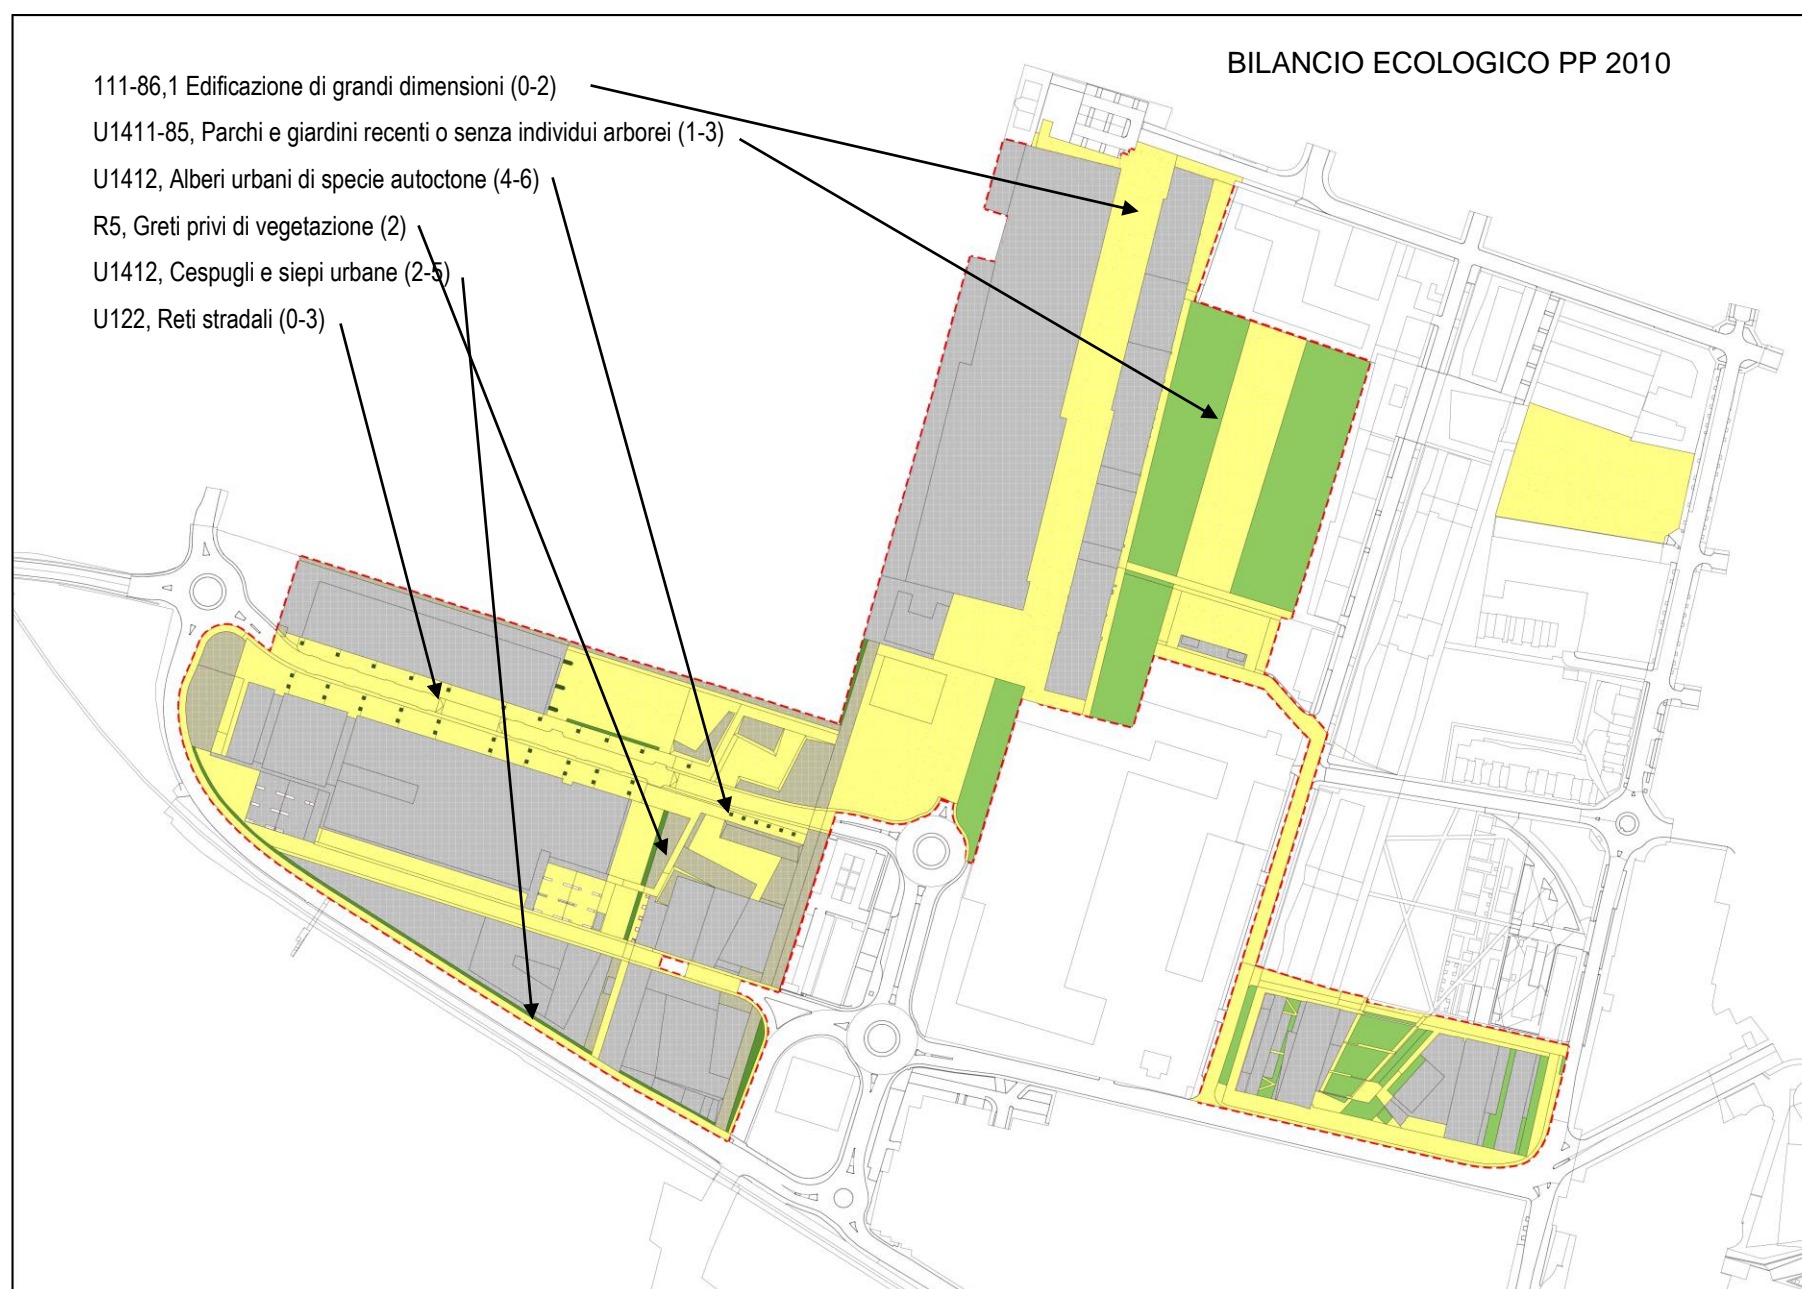 BILANCIO ECOLOGICO PP 2010
111-86,1 Edificazione di grandi dimensioni (0-2)
U1411-85, Parchi e giardini recenti o senza individui arborei (1-3)
U1412, Alberi urbani di specie autoctone (4-6)
R5, Greti privi di vegetazione (2)
U1412, Cespugli e siepi urbane (2-5)
U122, Reti stradali (0-3)